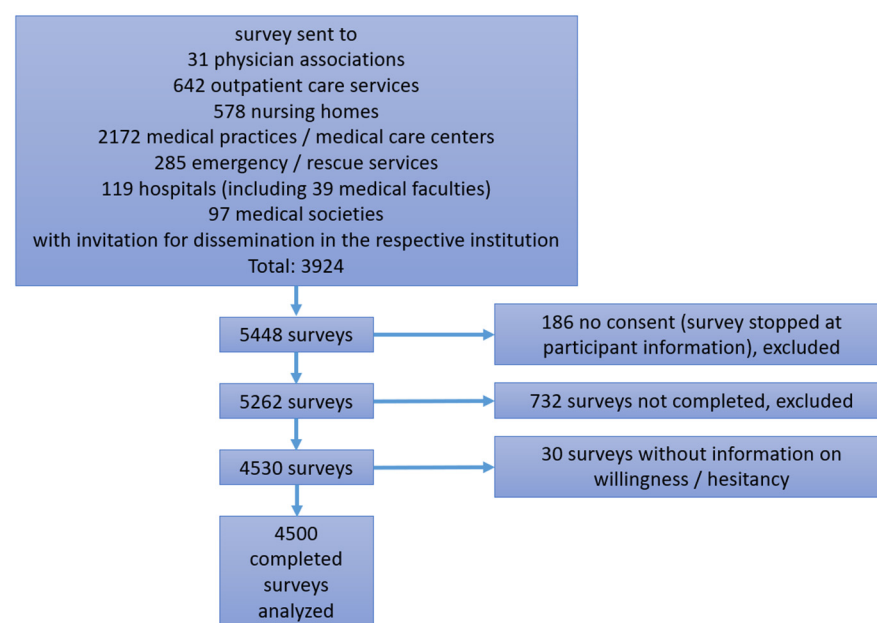 survey sent to
31 physician associations
642 outpatient care services
578 nursing homes
2172 medical practices / medical care centers
285 emergency / rescue services
119 hospitals (including 39 medical faculties)
97 medical societies
with invitation for dissemination in the respective institution
Total: 3924
5448 surveys
186 no consent (survey stopped at
participant information), excluded
5262 surveys
732 surveys not completed, excluded
4530 surveys
30 surveys without information on
willingness / hesitancy
4500
completed
surveys
analyzed